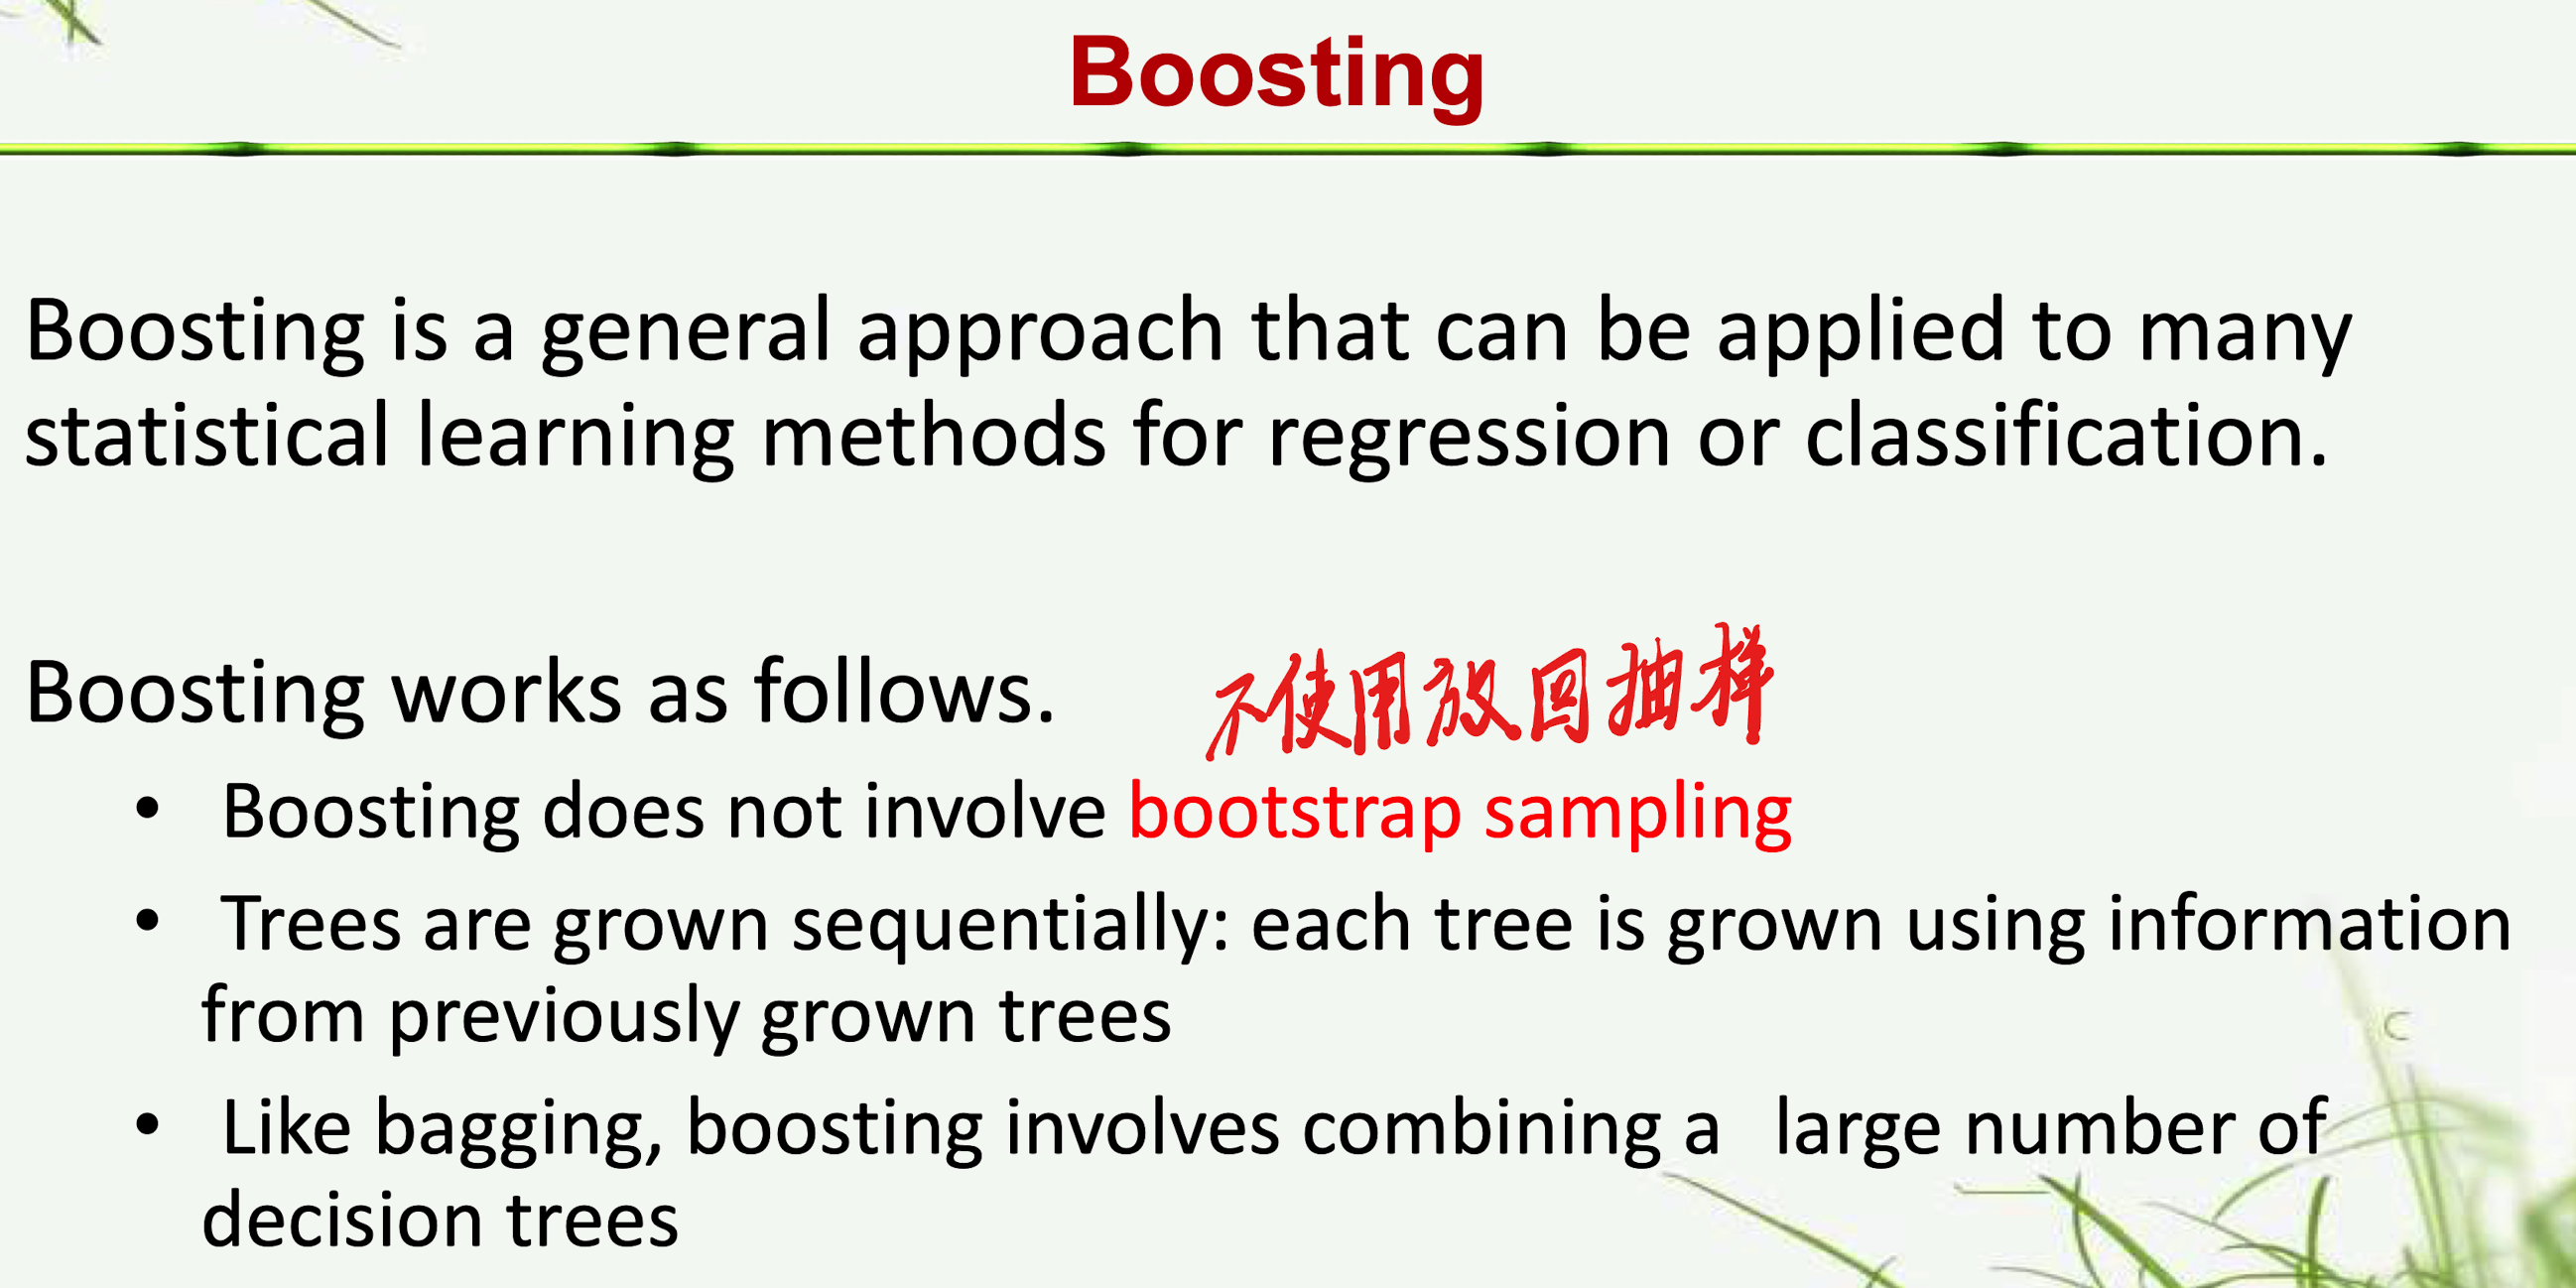 Boosting
Boosting is a general approach that can be applied to many
statistical learning methods for regression or classification.
Boosting works as follows.
不使用放回抽样
• Boosting does not involve bootstrap sampling
• Trees are grown sequentially: each tree is grown using information
from previously grown trees
• Like bagging, boosting involves combining a large number of
decision trees